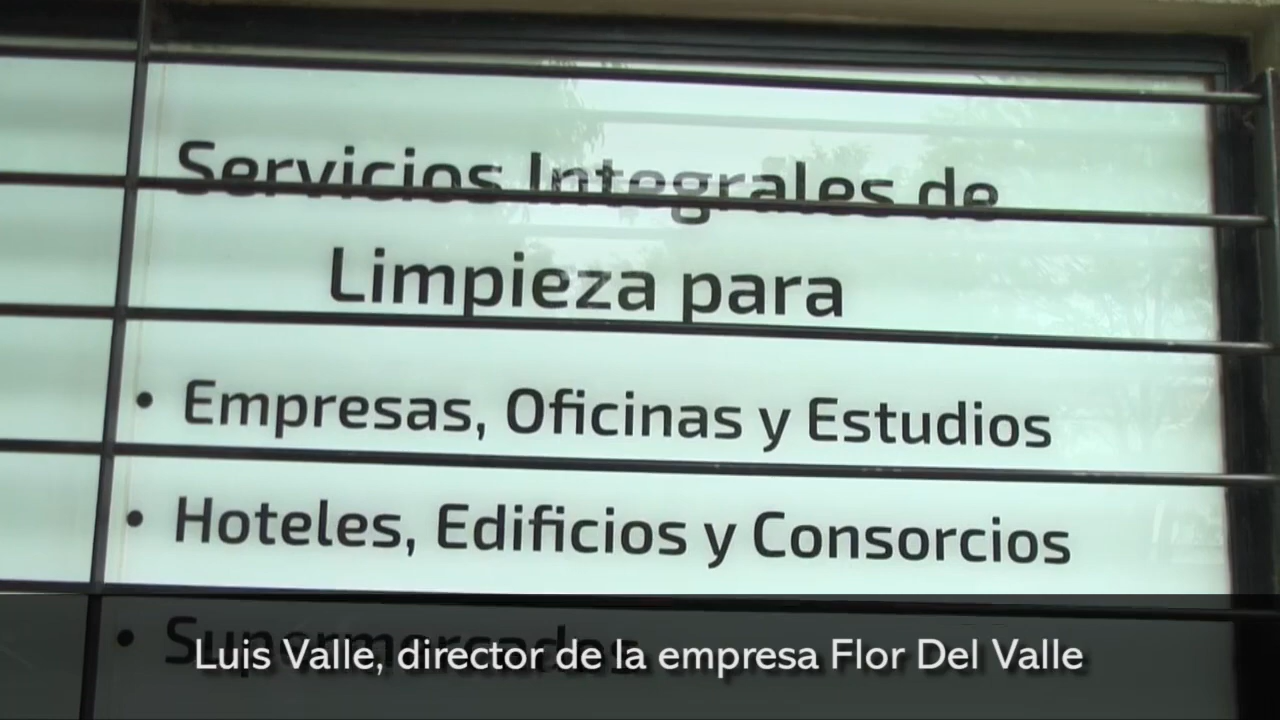 Servicios Integrales de
Limpieza para
• Empresas, Oficinas y Estudios
• Hoteles, Edificios y Consorcios
• Supermercados
Luis Valle, director de la empresa Flor Del Valle